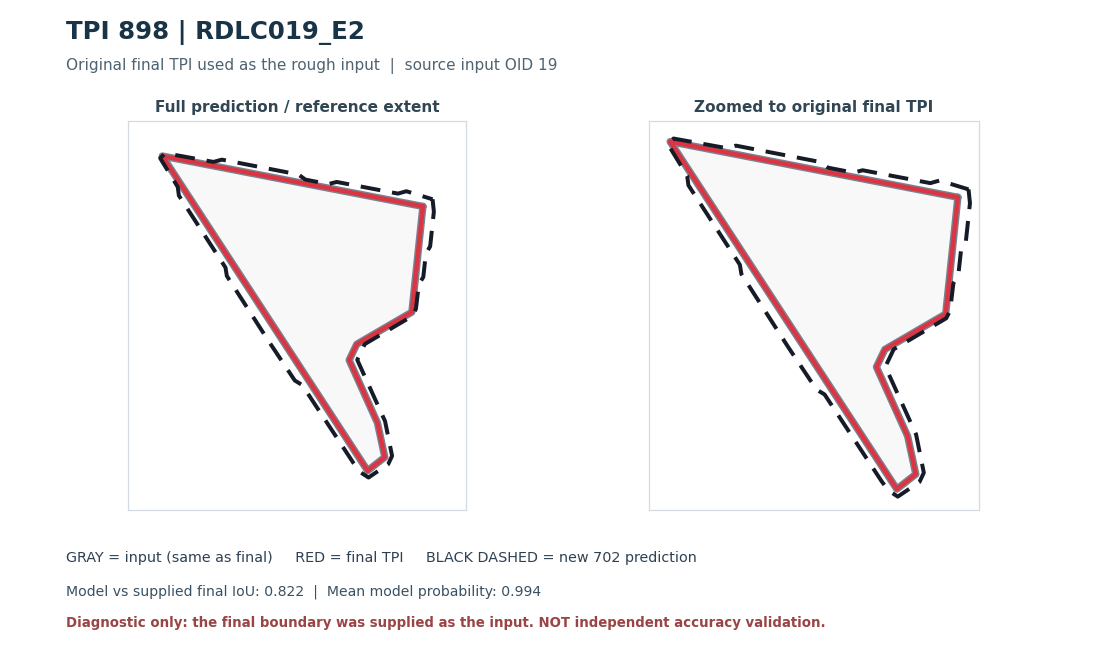 TPI 898 | RDLC019_E2
Original final TPI used as the rough input | source input OID 19
Full prediction / reference extent
Zoomed to original final TPI
GRAY = input (same as final) RED = final TPI BLACK DASHED = new 702 prediction
Model vs supplied final IoU: 0.822 | Mean model probability: 0.994
Diagnostic only: the final boundary was supplied as the input. NOT independent accuracy validation.